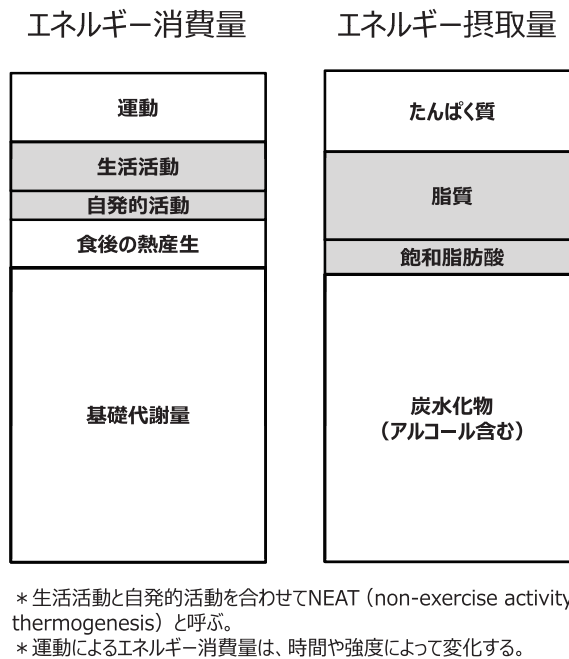 エネルギー消費量
運動
生活活動
自発的活動
食後の熱産生
基礎代謝量
エネルギー摂取量
たんぱく質
脂質
飽和脂肪酸
炭水化物
（アルコール含む）
＊生活活動と自発的活動を合わせてNEAT（non-exercise activity
thermogenesis）と呼ぶ。
＊運動によるエネルギー消費量は、時間や強度によって変化する。